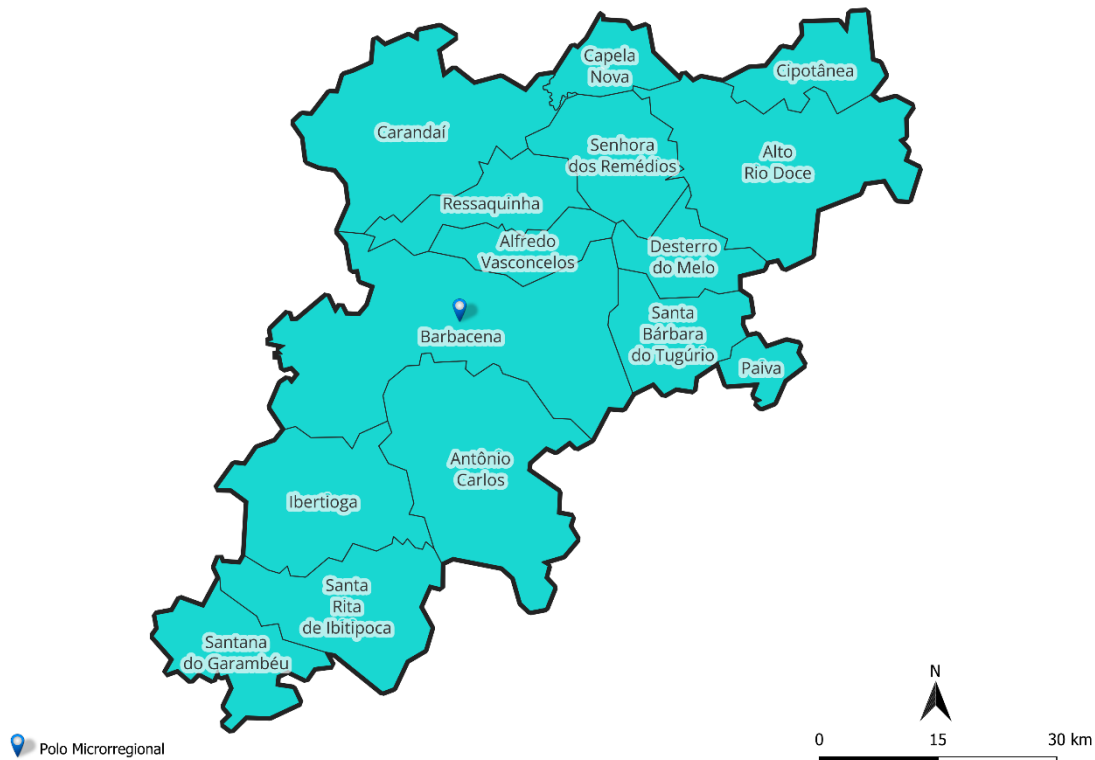 Capela
Nova
Cipotânea
Carandaí
Senhora
dos Remédios
Alto
Rio Doce
Ressaquinha
Alfredo
Vasconcelos
Desterro
do Melo
Santa
Bárbara
do Tugúrio
Barbacena
Paiva
Antônio
Carlos
Ibertioga
Santa
Rita
de Ibitipoca
Santana
do Garambéu
N
0 15 30 km
Polo Microrregional